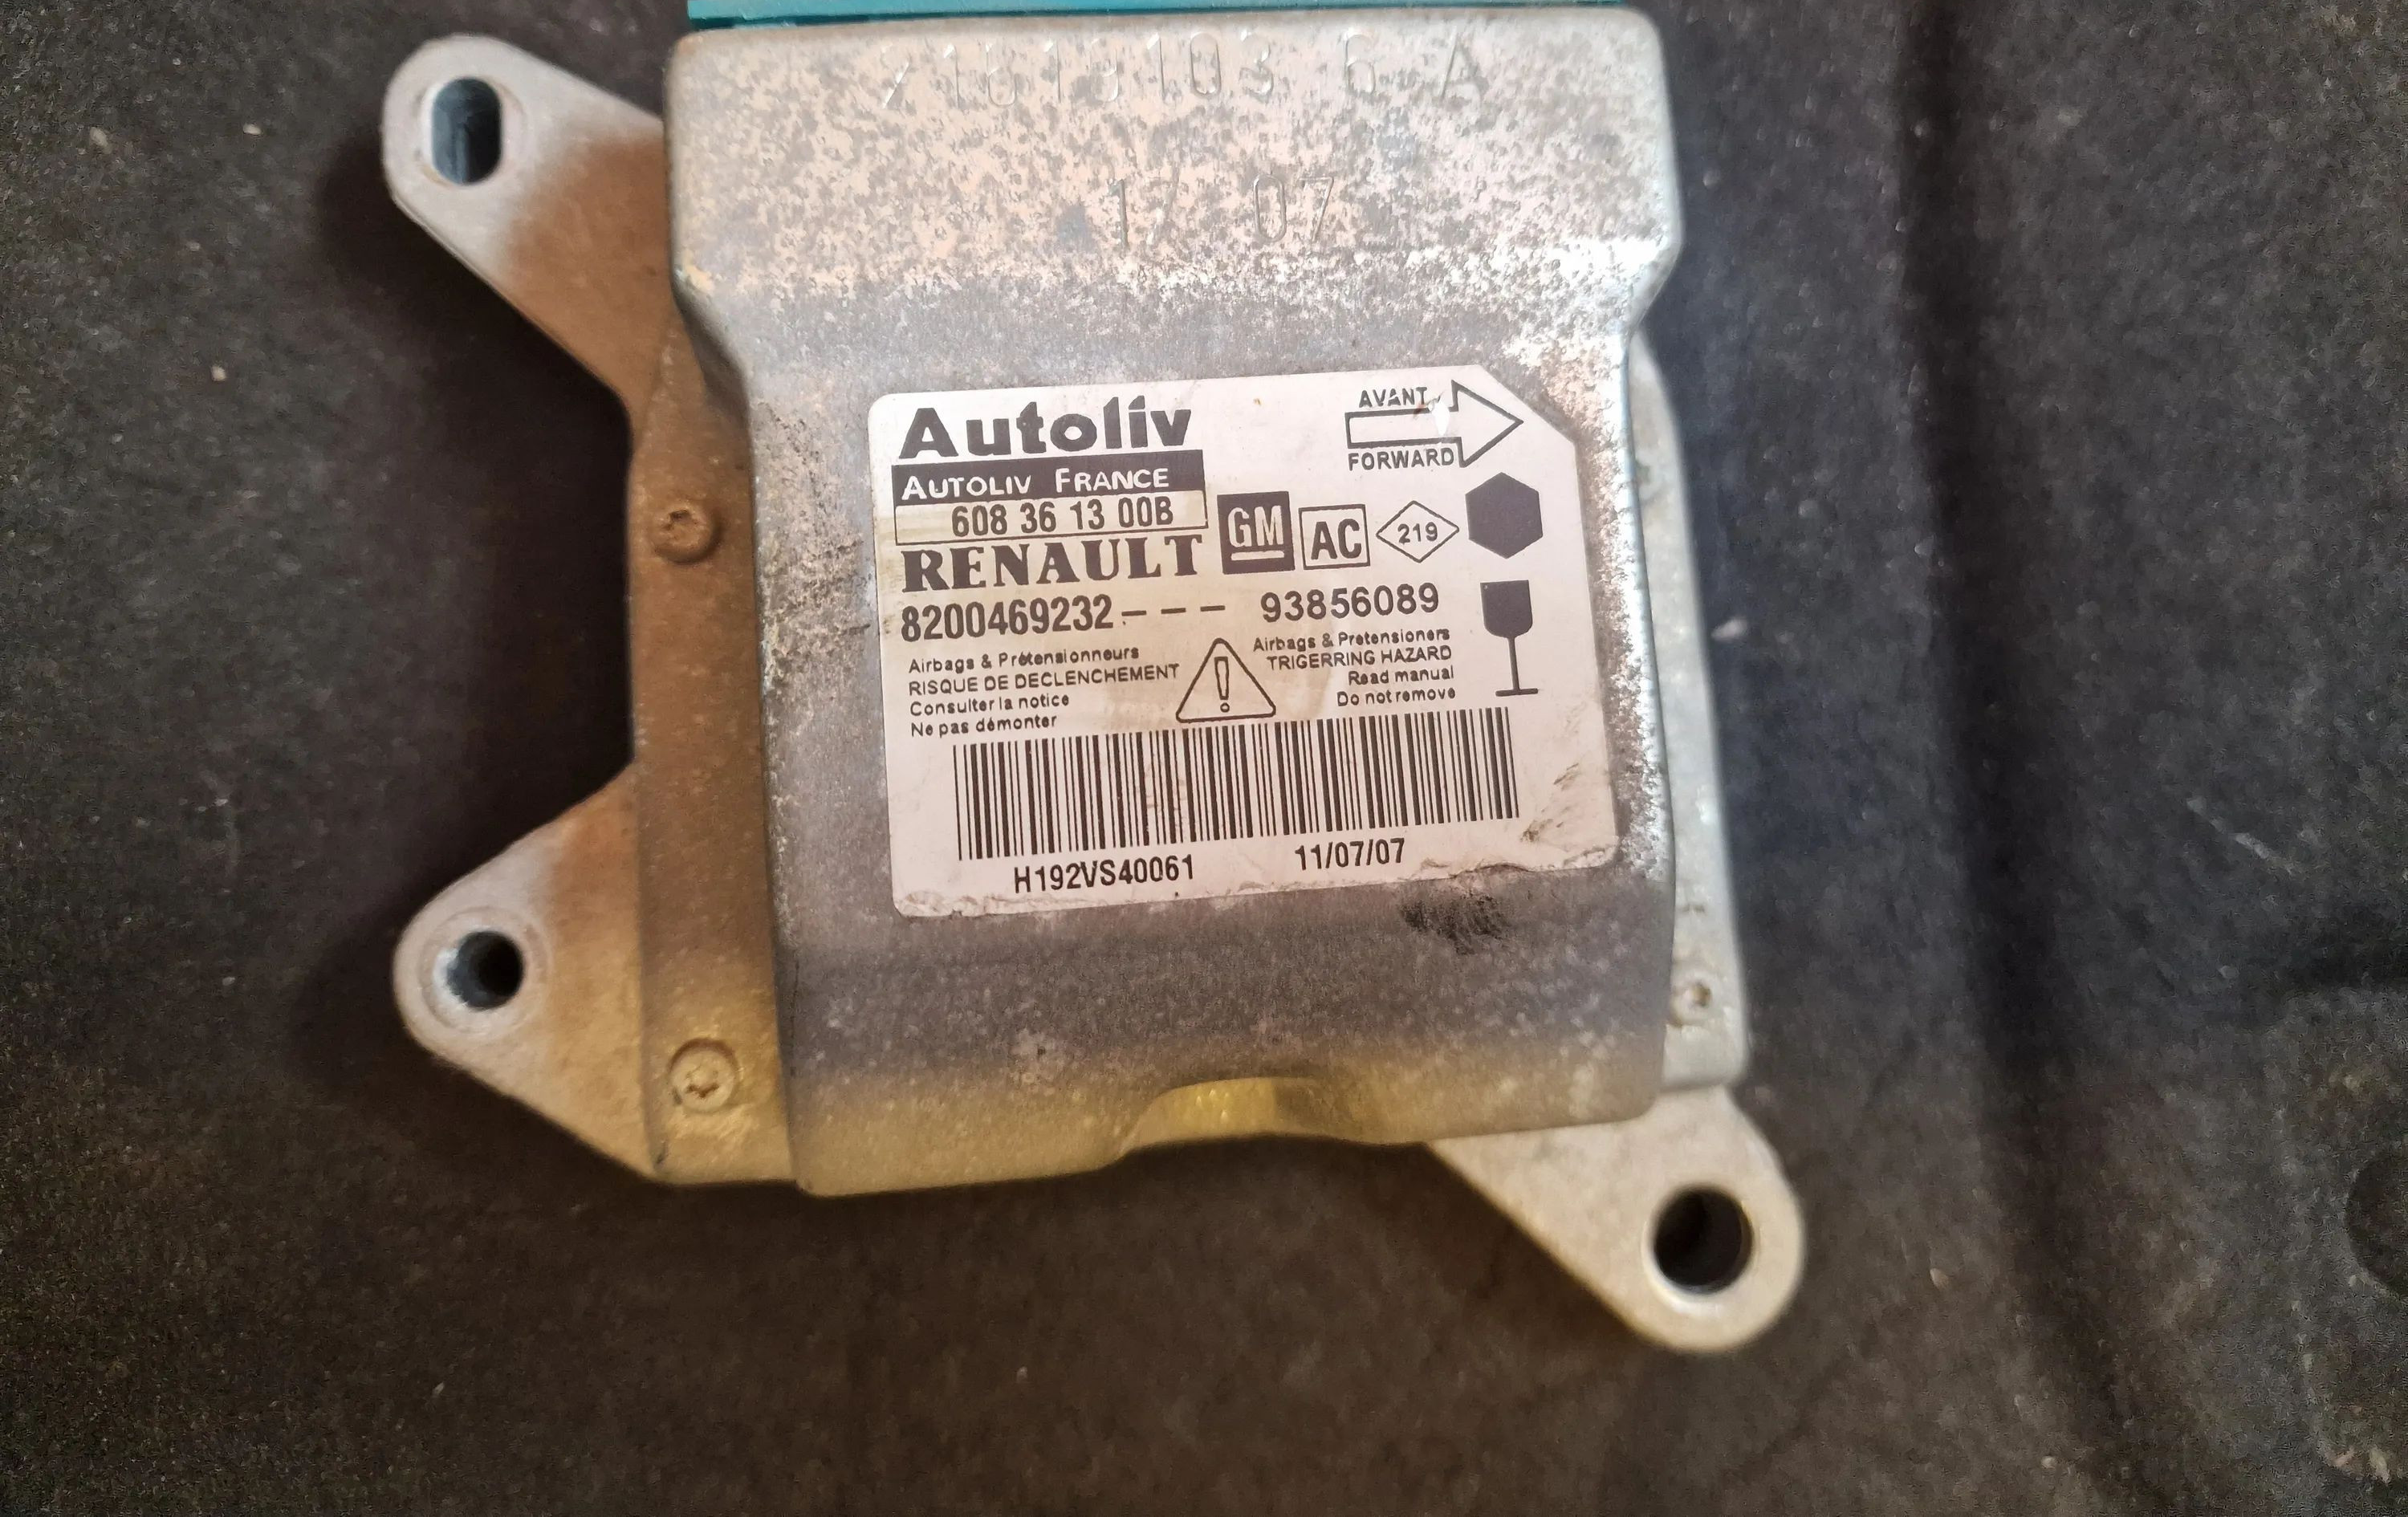 21819103 6 A
17 07
Autoliv
AUTOLIV FRANCE
608 36 13 00B
RENAULT
GM
AC
219
AVANT
FORWARD
8200469232--- 93856089
Airbags & Prétensionneurs
RISQUE DE DECLENCHEMENT
Consulter la notice
Ne pas démonter
Airbags & Pretensioners
TRIGERRING HAZARD
Read manual
Do not remove
H192VS40061 11/07/07